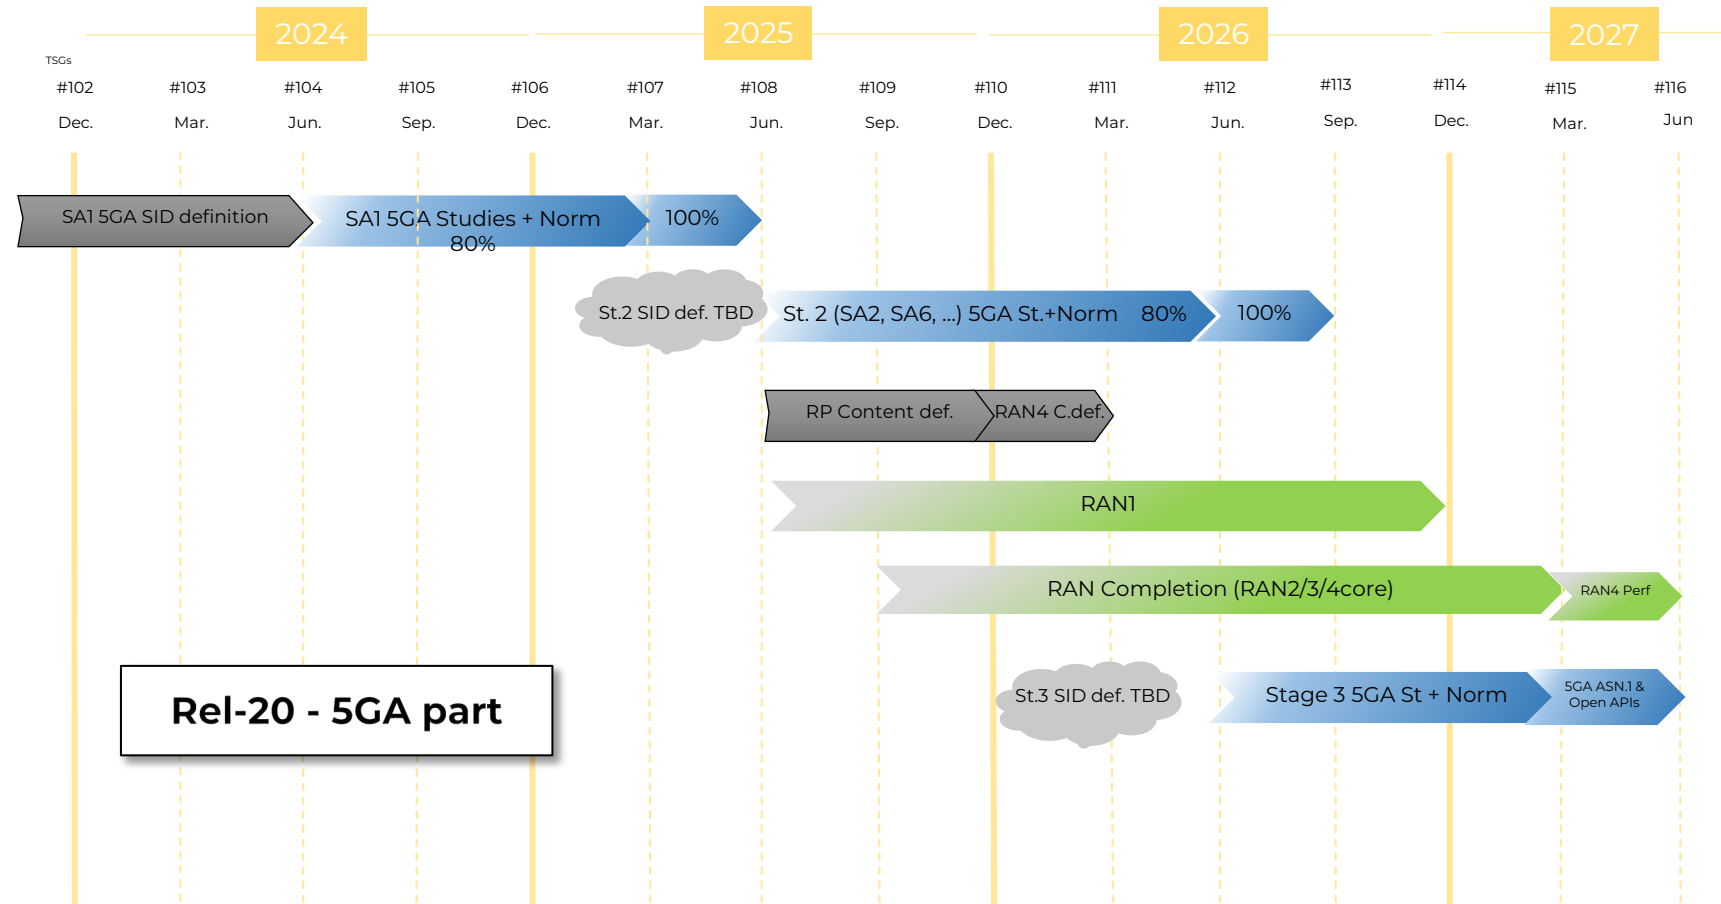 2024 2025 2026 2027
TSGs
#102 #103 #104 #105 #106 #107 #108 #109 #110 #111 #112 #113 #114 #115 #116
Dec. Mar. Jun. Sep. Dec. Mar. Jun. Sep. Dec. Mar. Jun. Sep. Dec. Mar. Jun
SA1 5GA SID definition
SA1 5GA Studies + Norm
80%
100%
St.2 SID def. TBD
St. 2 (SA2, SA6, ...) 5GA St.+Norm 80%
100%
RP Content def.
RAN4 C.def.
RAN1
RAN Completion (RAN2/3/4core)
RAN4 Perf
St.3 SID def. TBD
Stage 3 5GA St + Norm
5GA ASN.1 &
Open APIs
Rel-20 - 5GA part